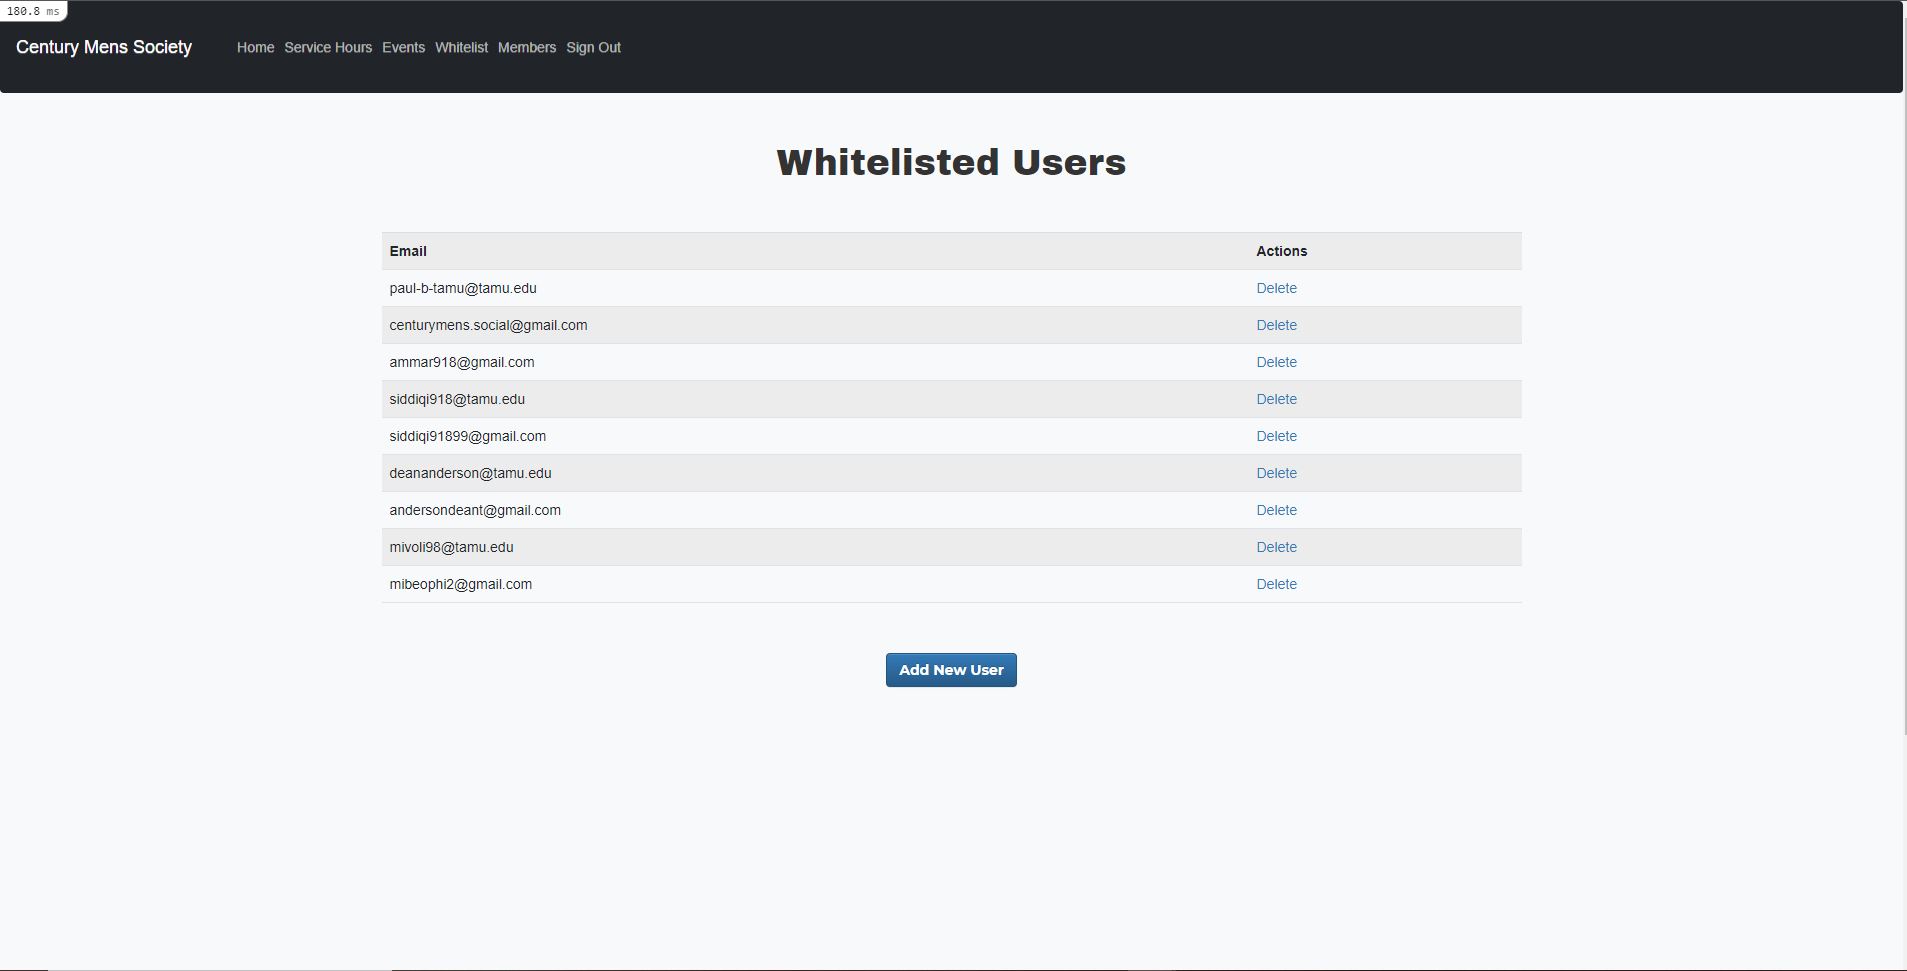 180.8 ms
Century Mens Society Home Service Hours Events Whitelist Members Sign Out
Whitelisted Users
Email Actions
paul-b-tamu@tamu.edu Delete
centurymens.social@gmail.com Delete
ammar918@gmail.com Delete
siddiqi918@tamu.edu Delete
siddiqi91899@gmail.com Delete
deananderson@tamu.edu Delete
andersondeant@gmail.com Delete
mivoli98@tamu.edu Delete
mibeophi2@gmail.com Delete
Add New User